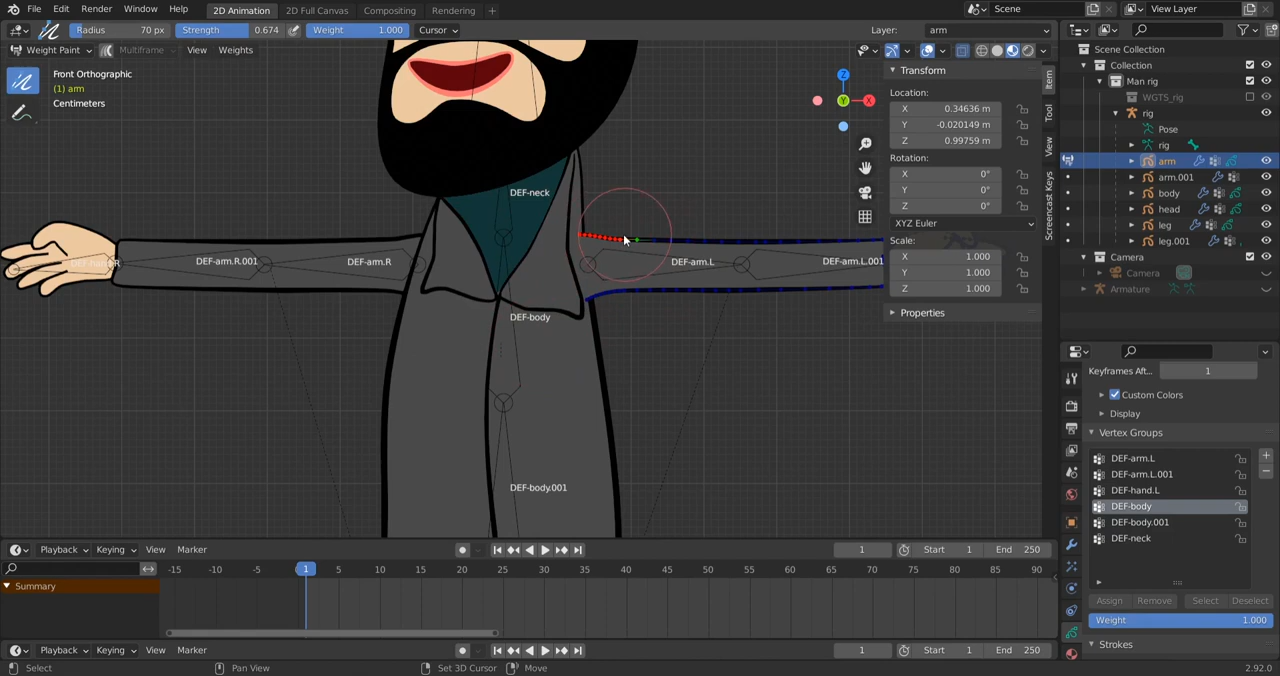 File Edit Render Window Help 2D Animation 2D Full Canvas Compositing Rendering + Scene View Layer
Radius 70 px Strength 0.674 Weight 1.000 Cursor Layer: arm
Weight Paint Multiframe View Weights
Front Orthographic
(1) arm
Centimeters
DEF-neck
DEF-arm.R.001
DEF-arm.R
DEF-arm.L
DEF-arm.L.001
DEF-body
DEF-body.001
Transform
Location:
X 0.34636 m
Y -0.020149 m
Z 0.99759 m
Rotation:
X 0°
Y 0°
Z 0°
XYZ Euler
Scale:
X 1.000
Y 1.000
Z 1.000
Properties
Item
Tool
View
Screencast Keys
Scene Collection
Collection
Man rig
WGTS_rig
rig
Pose
rig
arm
arm.001
body
head
leg
leg.001
Camera
Camera
Armature
Keyframes Aft.. 1
Custom Colors
Display
Vertex Groups
DEF-arm.L
DEF-arm.L.001
DEF-hand.L
DEF-body
DEF-body.001
DEF-neck
Assign Remove Select Deselect
Weight 1.000
Strokes
Playback Keying View Marker 1 Start 1 End 250
-15 -10 -5 1 5 10 15 20 25 30 35 40 45 50 55 60 65 70 75 80 85 90
Summary
Playback Keying View Marker 1 Start 1 End 250
Select Pan View Set 3D Cursor Move 2.92.0